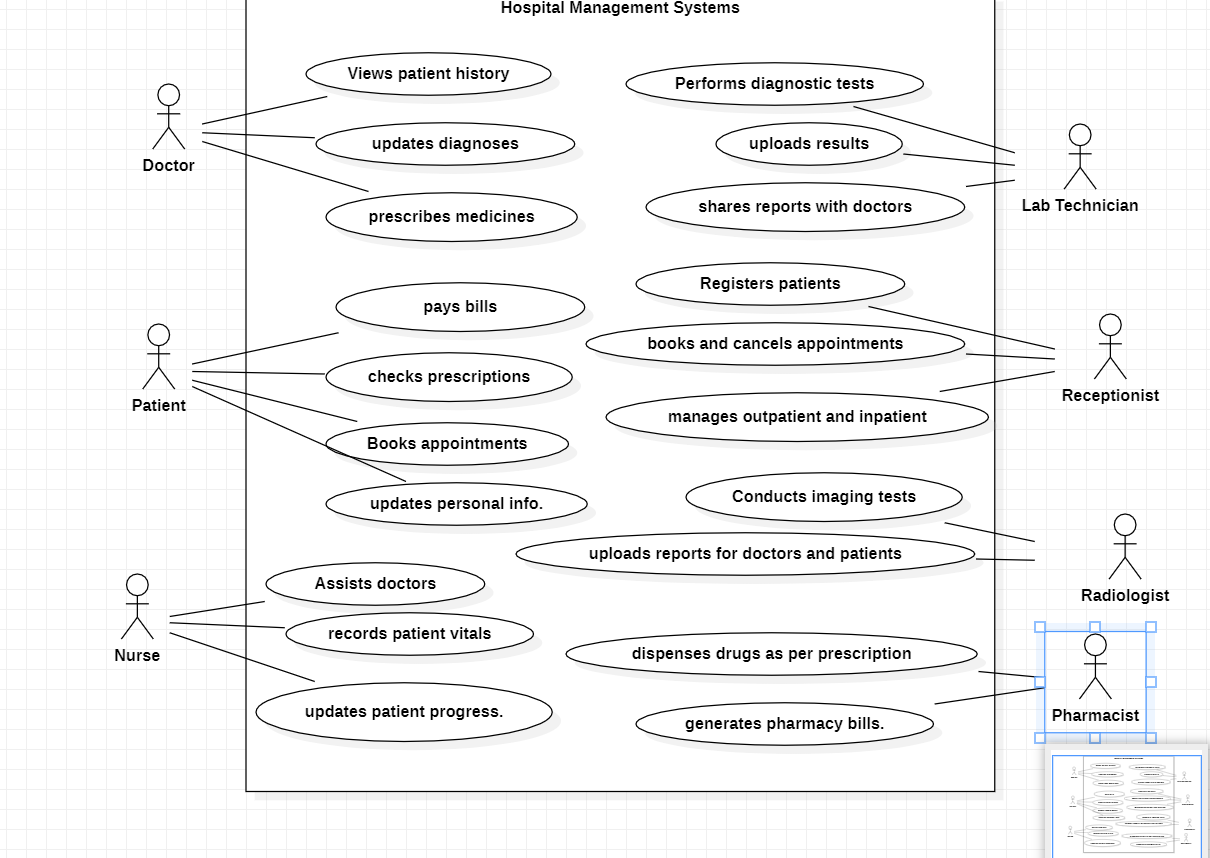 Hospital Management Systems
Views patient history
updates diagnoses
prescribes medicines
Doctor
pays bills
checks prescriptions
Books appointments
updates personal info.
Patient
Assists doctors
records patient vitals
updates patient progress.
Nurse
Performs diagnostic tests
uploads results
shares reports with doctors
Lab Technician
Registers patients
books and cancels appointments
manages outpatient and inpatient
Receptionist
Conducts imaging tests
uploads reports for doctors and patients
Radiologist
dispenses drugs as per prescription
generates pharmacy bills.
Pharmacist